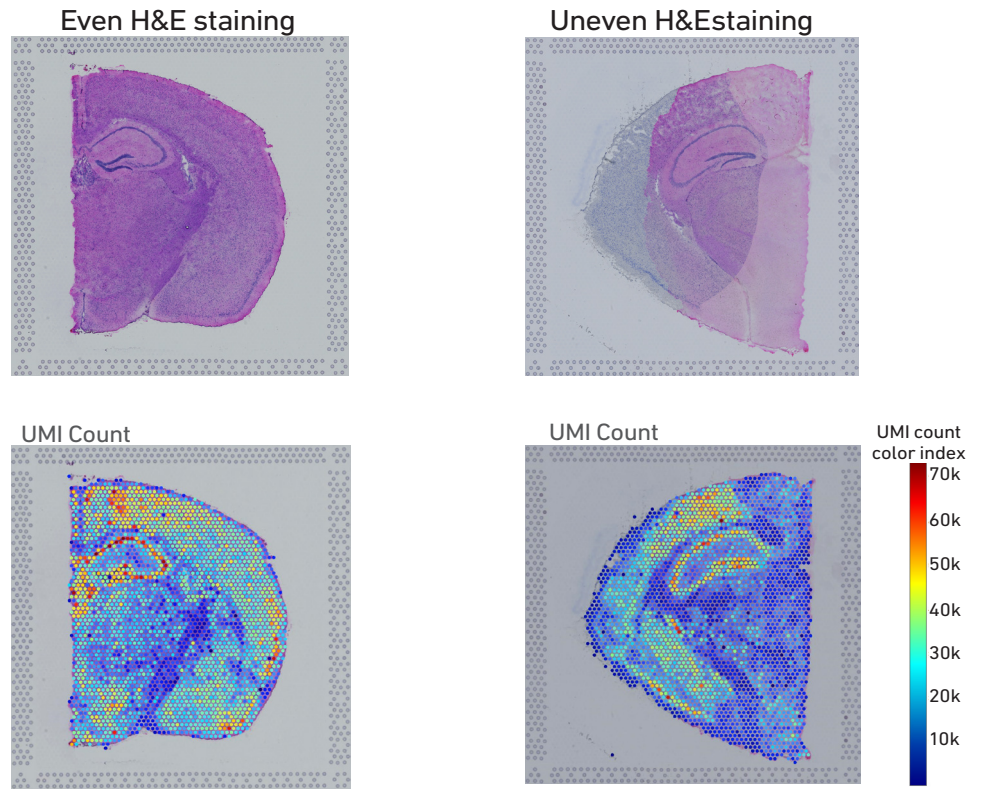 Even H&E staining
Uneven H&Estaining
UMI Count
UMI Count
UMI count
color index
70k
60k
50k
40k
30k
20k
10k